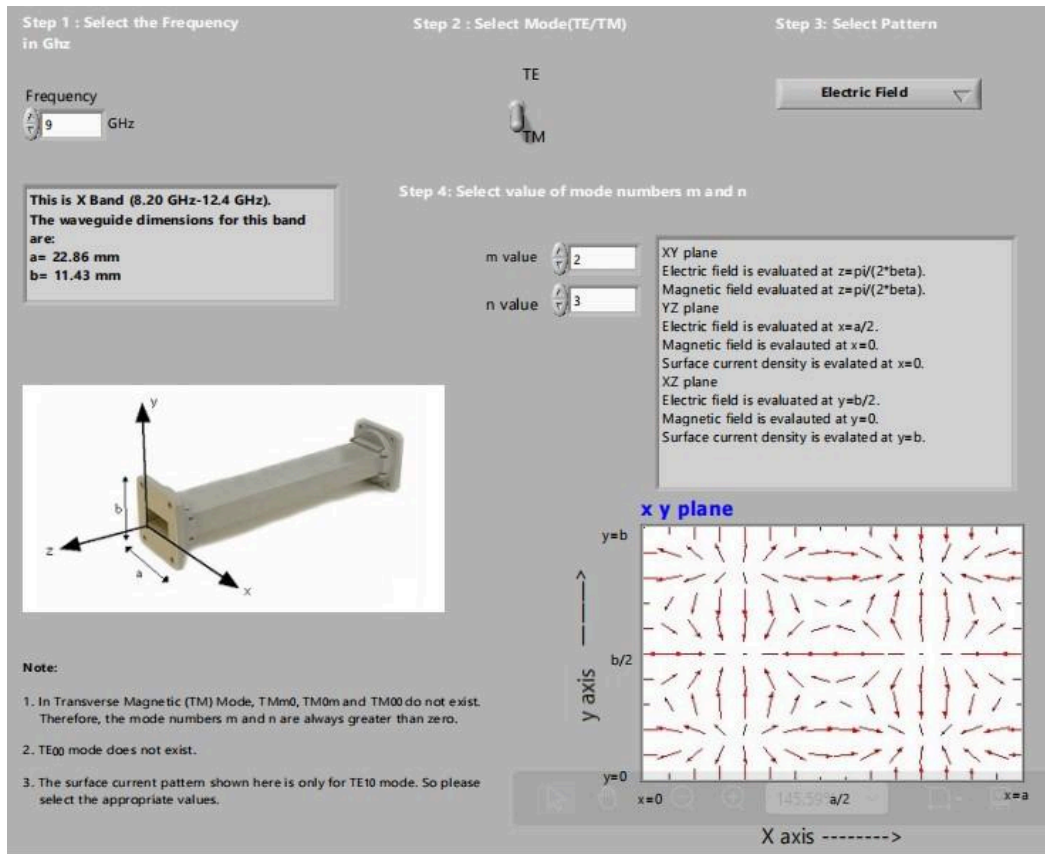 Step 1 : Select the Frequency
in Ghz
Step 2 : Select Mode(TE/TM)
Step 3: Select Pattern
Frequency
9
GHz
TE
TM
Electric Field
This is X Band (8.20 GHz-12.4 GHz).
The waveguide dimensions for this band
are:
a= 22.86 mm
b= 11.43 mm
Step 4: Select value of mode numbers m and n
m value
2
n value
3
XY plane
Electric field is evaluated at z=pi/(2*beta).
Magnetic field evaluated at z=pi/(2*beta).
YZ plane
Electric field is evaluated at x=a/2.
Magnetic field is evalauted at x=0.
Surface current density is evalated at x=0.
XZ plane
Electric field is evaluated at y=b/2.
Magnetic field is evalauted at y=0.
Surface current density is evalated at y=b.
y
b
z
a
x
x y plane
y=b
b/2
y=0
y axis ------>
x=0
145.59%
a/2
x=a
X axis -------->
Note:
1. In Transverse Magnetic (TM) Mode, TMm0, TM0m and TM00 do not exist.
Therefore, the mode numbers m and n are always greater than zero.
2. TE00 mode does not exist.
3. The surface current pattern shown here is only for TE10 mode. So please
select the appropriate values.